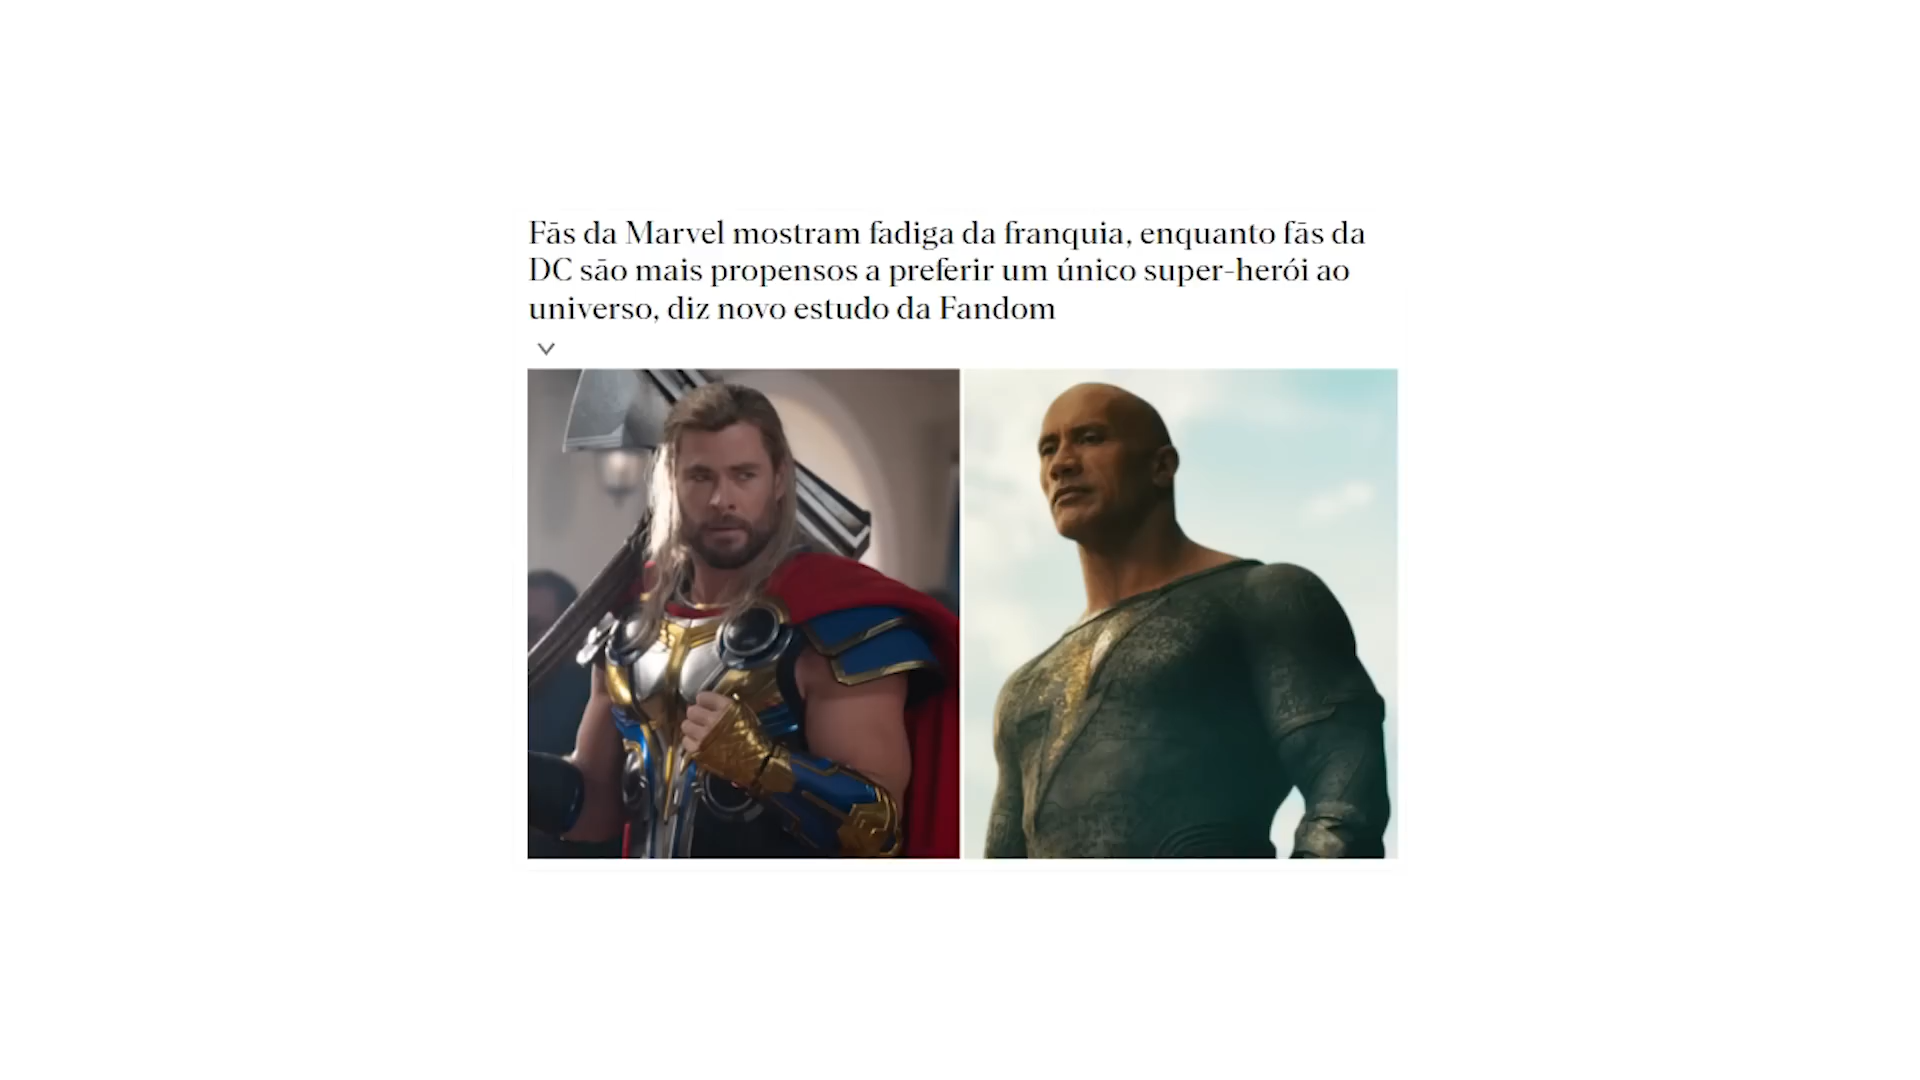 Fãs da Marvel mostram fadiga da franquia, enquanto fãs da
DC são mais propensos a preferir um único super-herói ao
universo, diz novo estudo da Fandom